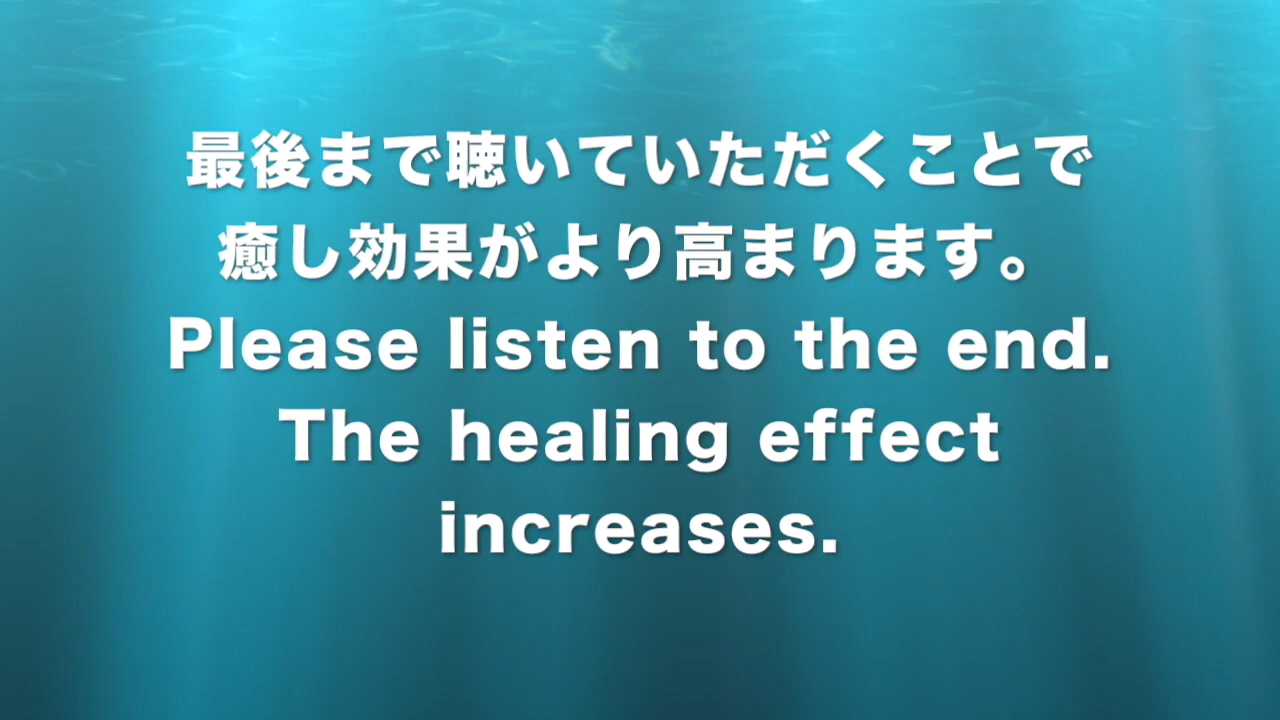 最後まで聴いていただくことで
癒し効果がより高まります。
Please listen to the end.
The healing effect
increases.